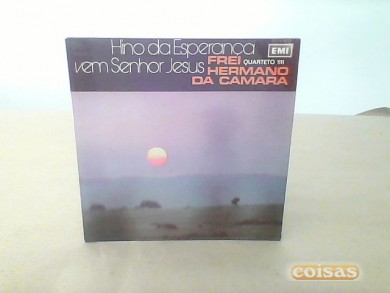 Hino da Esperança
vem Senhor Jesus
EMI
FREI QUARTETO 1111
HERMANO
DA CAMARA
coisas